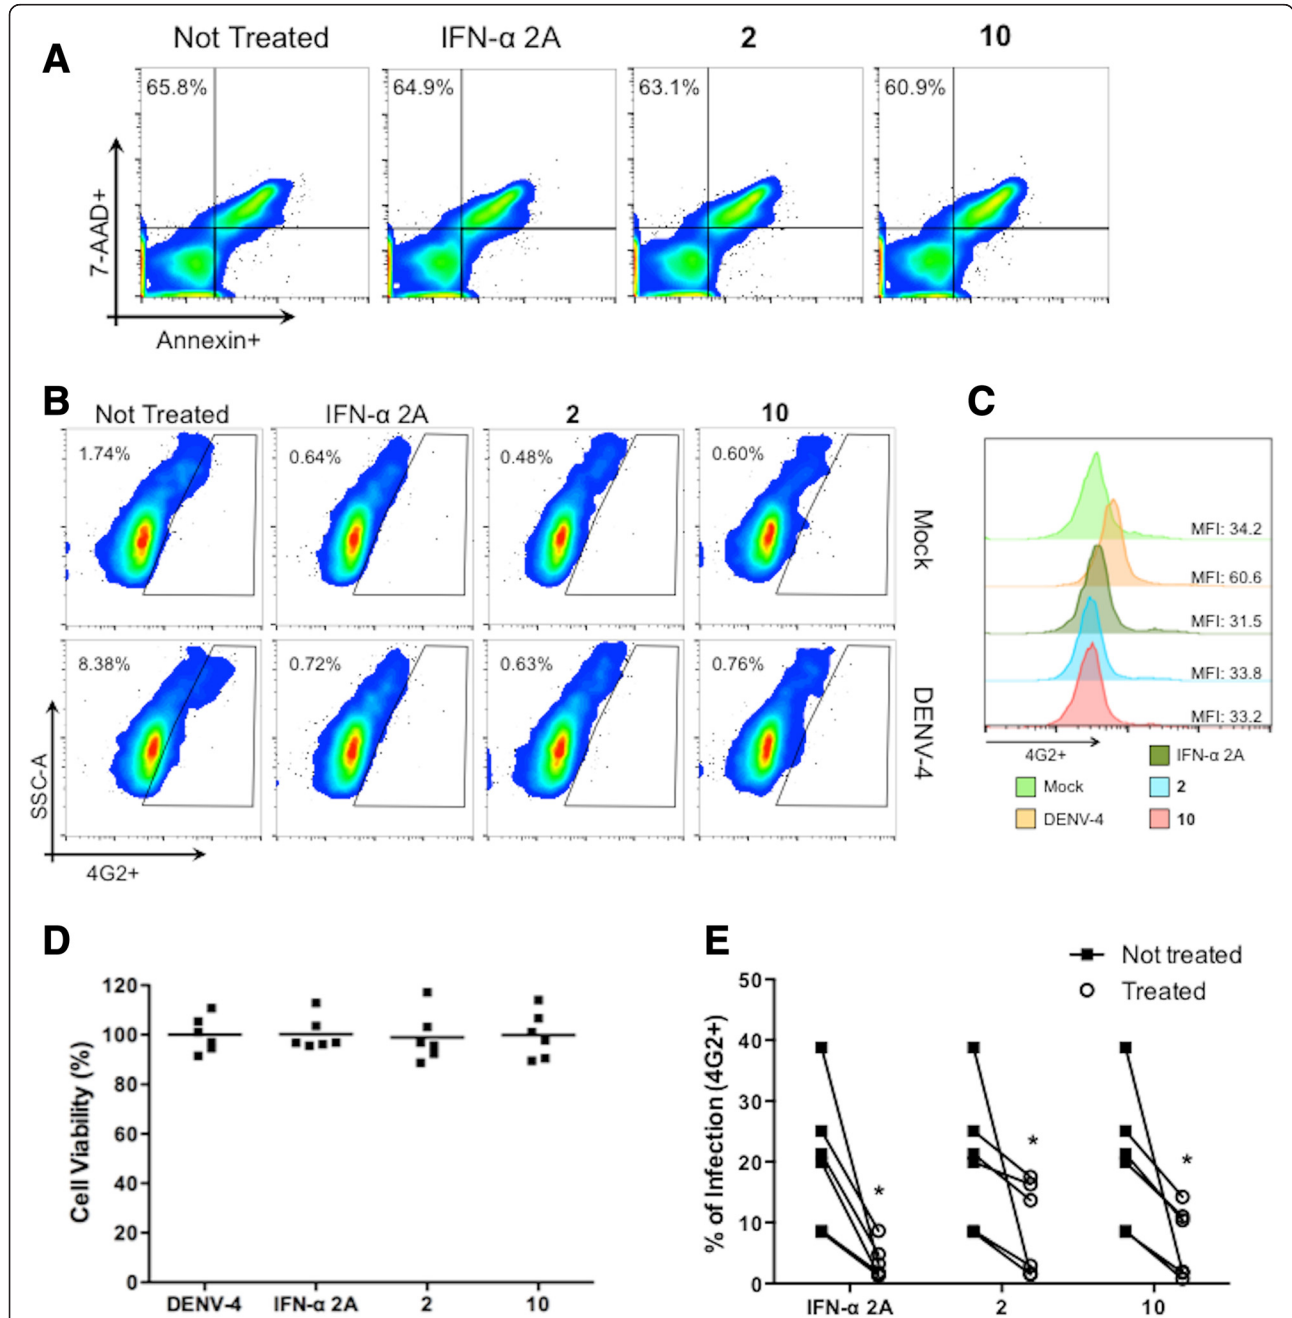 A
Not Treated IFN-α 2A 2 10
65.8% 64.9% 63.1% 60.9%
7-AAD+
Annexin+
B
Not Treated IFN-α 2A 2 10
1.74% 0.64% 0.48% 0.60%
Mock
8.38% 0.72% 0.63% 0.76%
DENV-4
SSC-A
4G2+
C
MFI: 34.2
MFI: 60.6
MFI: 31.5
MFI: 33.8
MFI: 33.2
4G2+
IFN-α 2A
Mock
2
DENV-4
10
D
120
100
80
60
40
20
0
Cell Viability (%)
DENV-4 IFN-α 2A 2 10
E
Not treated
Treated
50
40
30
20
10
0
% of Infection (4G2+)
*
*
*
IFN-α 2A 2 10